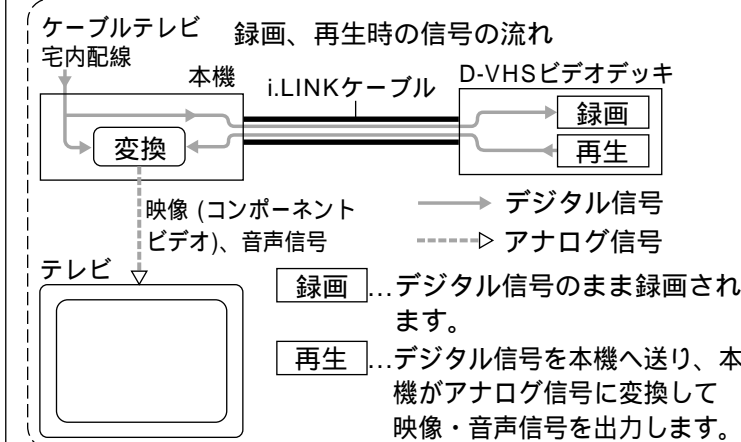 ケーブルテレビ
宅内配線
録画、再生時の信号の流れ
本機
i.LINKケーブル
D-VHSビデオデッキ
録画
再生
変換
映像 (コンポーネント
ビデオ)、音声信号
デジタル信号
アナログ信号
テレビ
録画...デジタル信号のまま録画され
ます。
再生...デジタル信号を本機へ送り、本
機がアナログ信号に変換して
映像・音声信号を出力します。